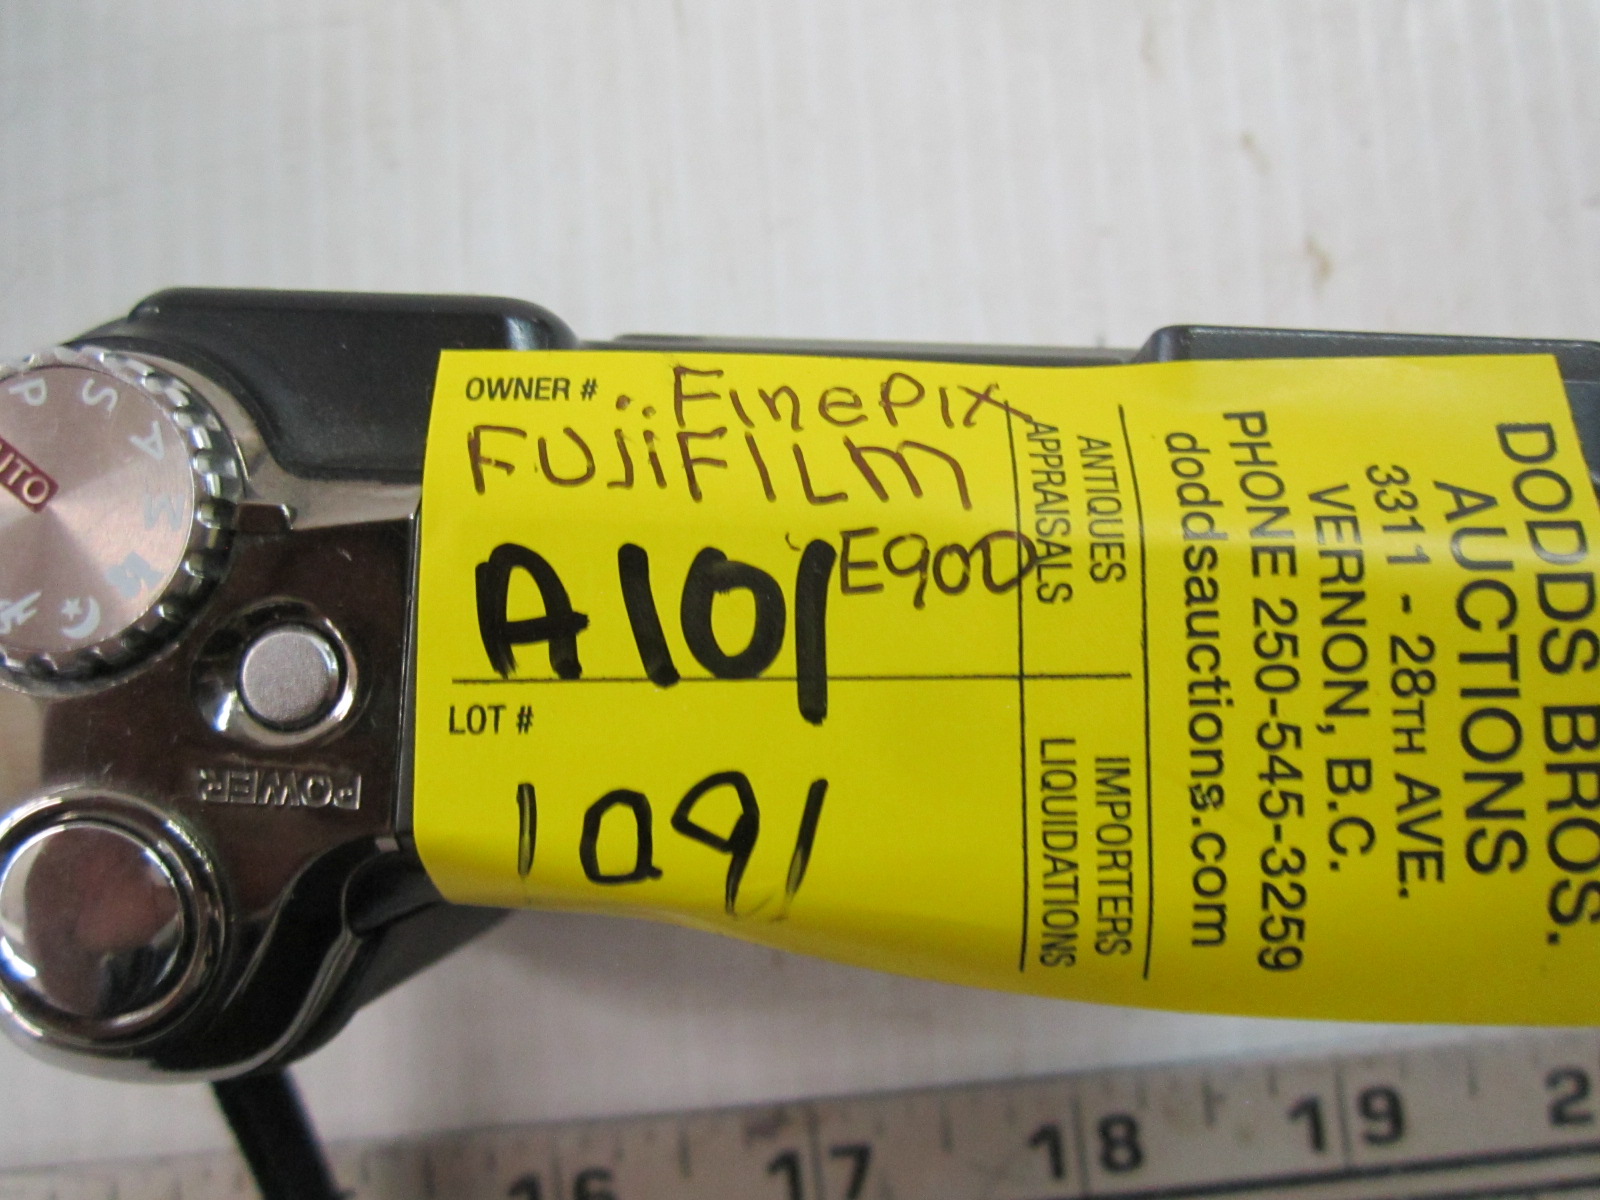 OWNER # FinePix
FUJiFILm
E900
A101
LOT #
1091
ANTIQUES
APPRAISALS
IMPORTERS
LIQUIDATIONS
DODDS BROS.
AUCTIONS
3311 - 28TH AVE.
VERNON, B.C.
PHONE 250-545-3259
doddsauctions.com
P
S
A
M
POWER
16
17
18
19
2